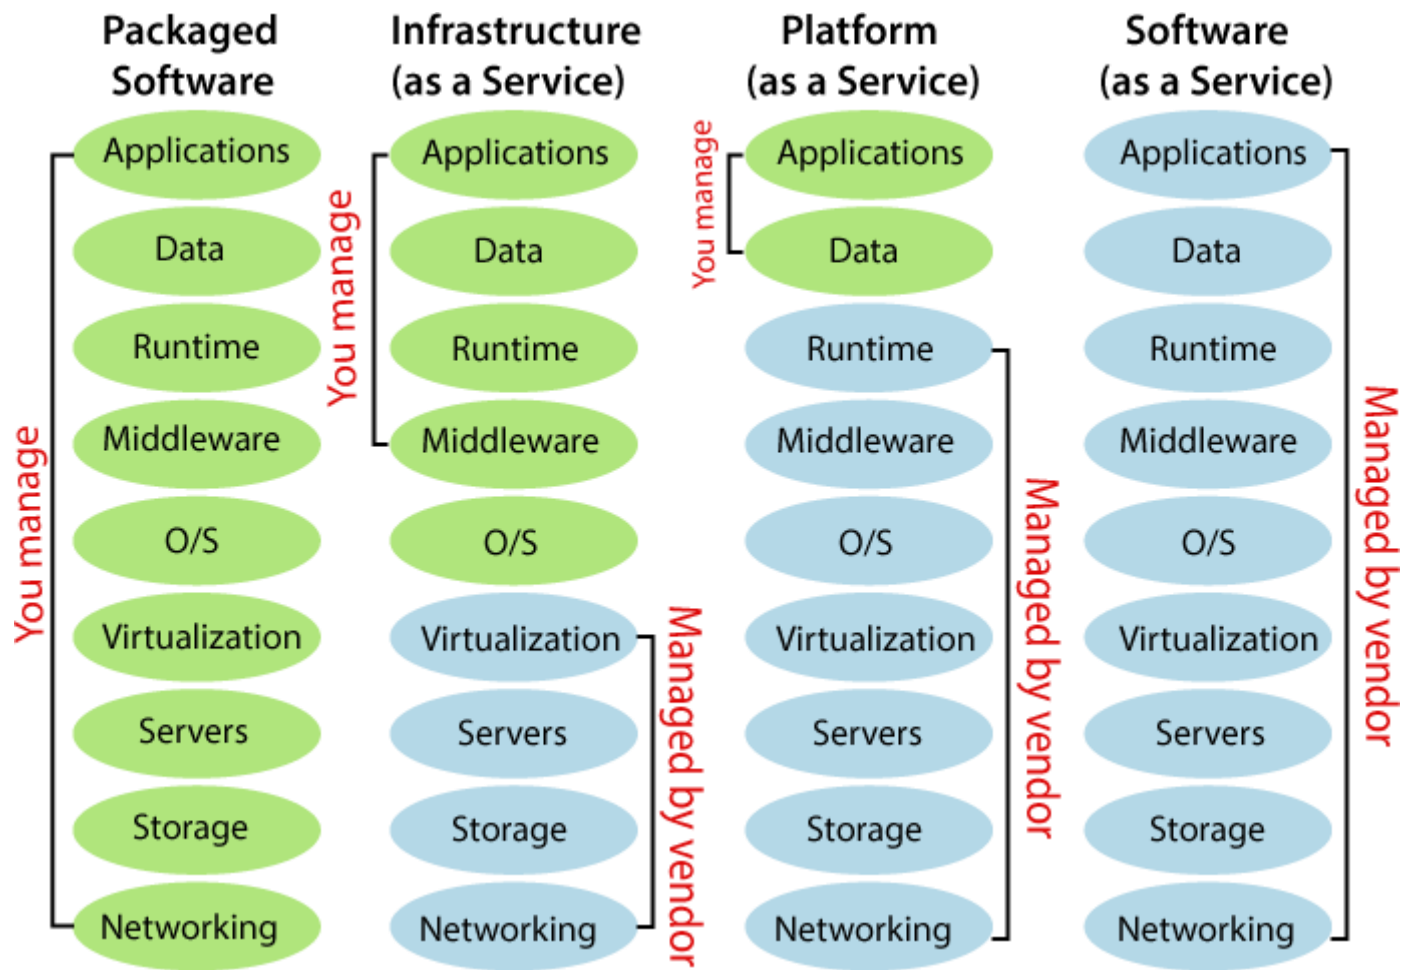 Packaged
Software
You manage
Applications
Data
Runtime
Middleware
O/S
Virtualization
Servers
Storage
Networking
Infrastructure
(as a Service)
You manage
Applications
Data
Runtime
Middleware
O/S
Virtualization
Servers
Storage
Networking
Managed by vendor
Platform
(as a Service)
You manage
Applications
Data
Runtime
Middleware
O/S
Virtualization
Servers
Storage
Networking
Managed by vendor
Software
(as a Service)
Applications
Data
Runtime
Middleware
O/S
Virtualization
Servers
Storage
Networking
Managed by vendor